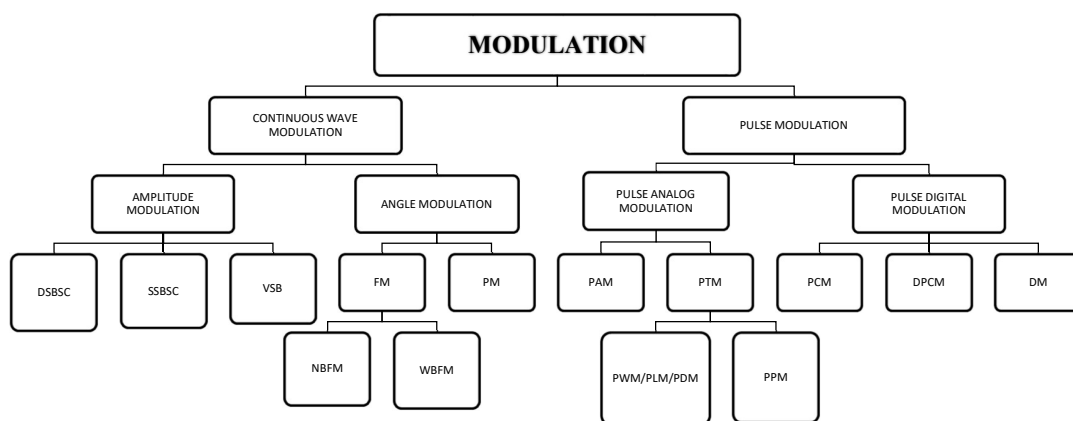 MODULATION
CONTINUOUS WAVE
MODULATION
PULSE MODULATION
AMPLITUDE
MODULATION
ANGLE MODULATION
PULSE ANALOG
MODULATION
PULSE DIGITAL
MODULATION
DSBSC
SSBSC
VSB
FM
PM
PAM
PTM
PCM
DPCM
DM
NBFM
WBFM
PWM/PLM/PDM
PPM